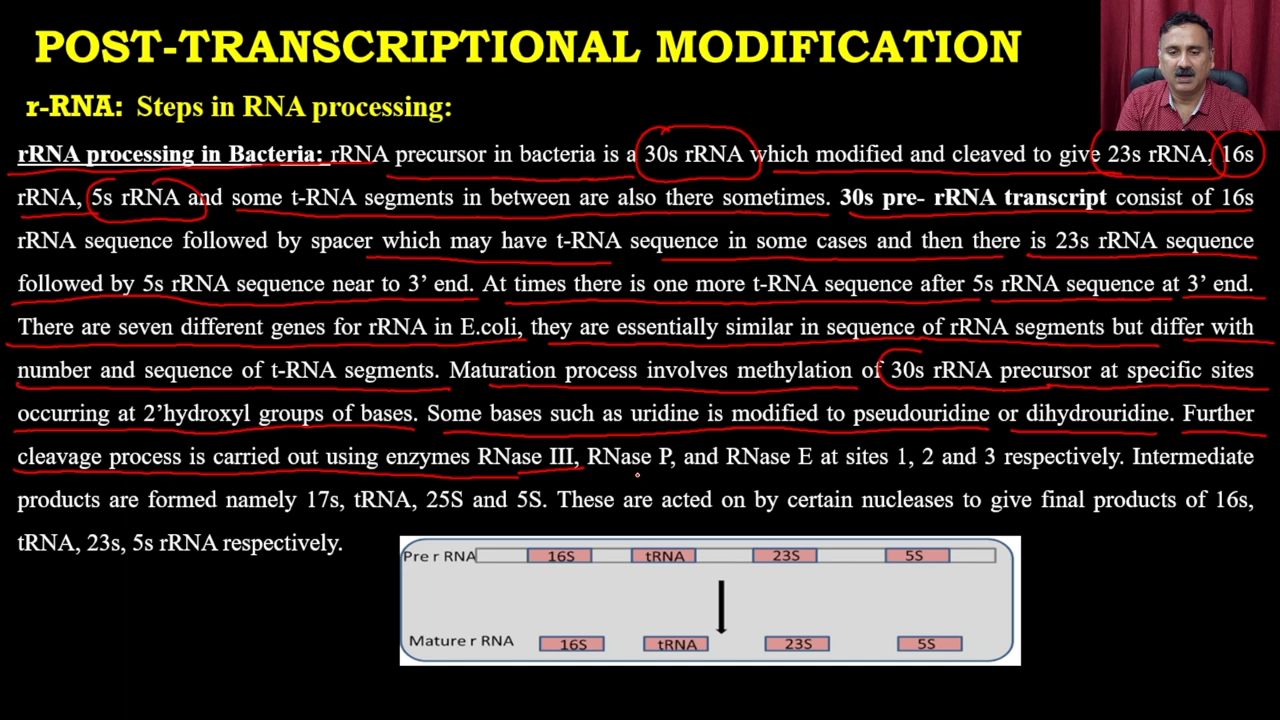 POST-TRANSCRIPTIONAL MODIFICATION
r-RNA: Steps in RNA processing:
rRNA processing in Bacteria: rRNA precursor in bacteria is a 30s rRNA which modified and cleaved to give 23s rRNA, 16s
rRNA, 5s rRNA and some t-RNA segments in between are also there sometimes. 30s pre- rRNA transcript consist of 16s
rRNA sequence followed by spacer which may have t-RNA sequence in some cases and then there is 23s rRNA sequence
followed by 5s rRNA sequence near to 3’ end. At times there is one more t-RNA sequence after 5s rRNA sequence at 3’ end.
There are seven different genes for rRNA in E.coli, they are essentially similar in sequence of rRNA segments but differ with
number and sequence of t-RNA segments. Maturation process involves methylation of 30s rRNA precursor at specific sites
occurring at 2’hydroxyl groups of bases. Some bases such as uridine is modified to pseudouridine or dihydrouridine. Further
cleavage process is carried out using enzymes RNase III, RNase P, and RNase E at sites 1, 2 and 3 respectively. Intermediate
products are formed namely 17s, tRNA, 25S and 5S. These are acted on by certain nucleases to give final products of 16s,
tRNA, 23s, 5s rRNA respectively.
Pre r RNA 16S tRNA 23S 5S
Mature r RNA 16S tRNA 23S 5S